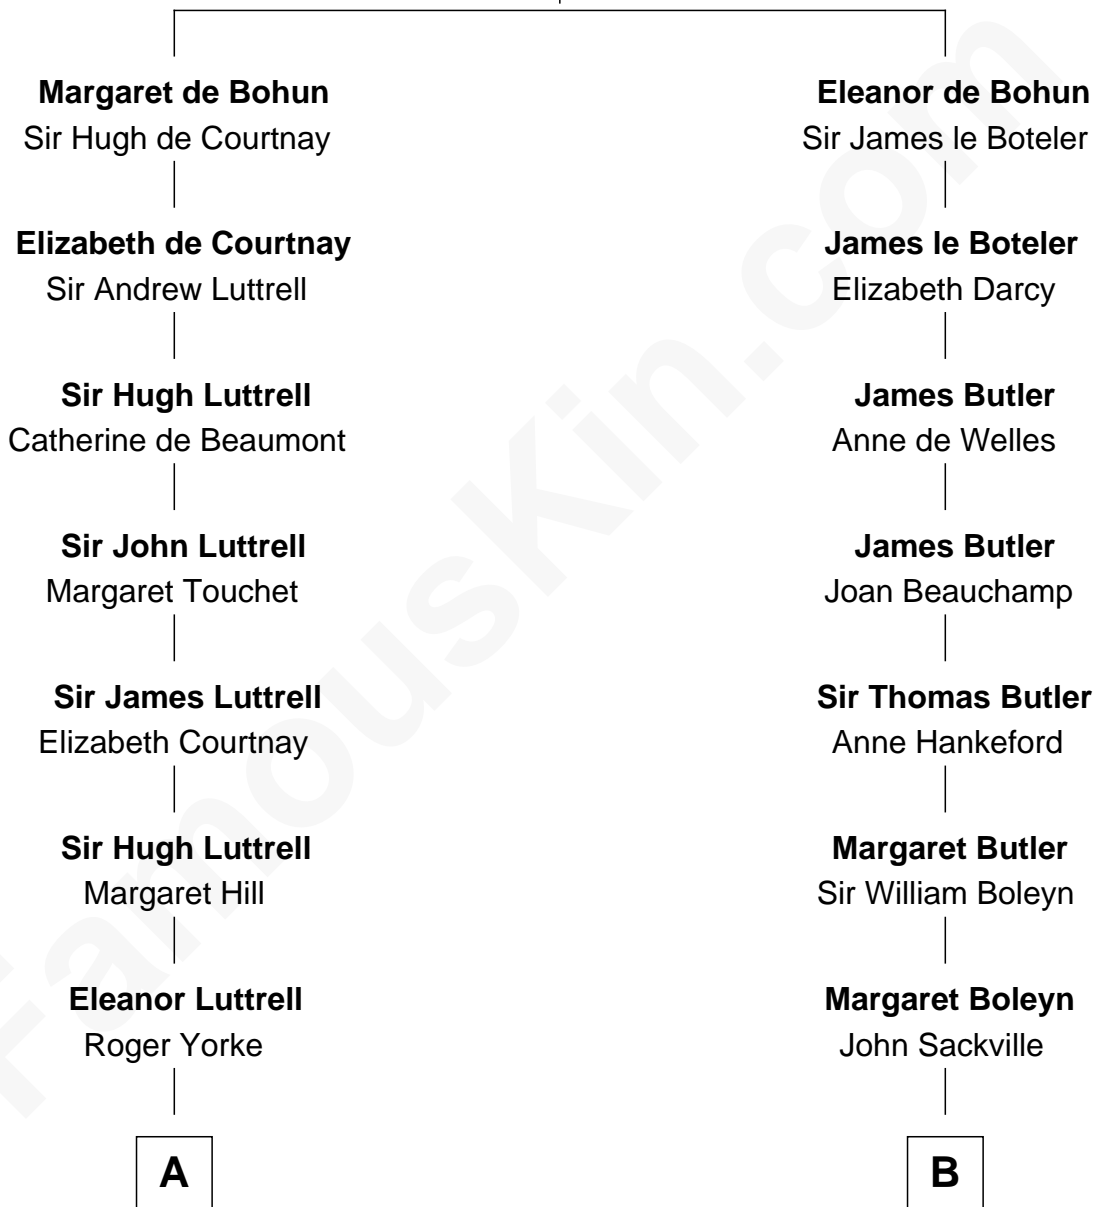 Margaret de Bohun
Sir Hugh de Courtnay
Elizabeth de Courtnay
Sir Andrew Luttrell
Sir Hugh Luttrell
Catherine de Beaumont
Sir John Luttrell
Margaret Touchet
Sir James Luttrell
Elizabeth Courtnay
Sir Hugh Luttrell
Margaret Hill
Eleanor Luttrell
Roger Yorke
A
Eleanor de Bohun
Sir James le Boteler
James le Boteler
Elizabeth Darcy
James Butler
Anne de Welles
James Butler
Joan Beauchamp
Sir Thomas Butler
Anne Hankeford
Margaret Butler
Sir William Boleyn
Margaret Boleyn
John Sackville
B
FamousKin.com